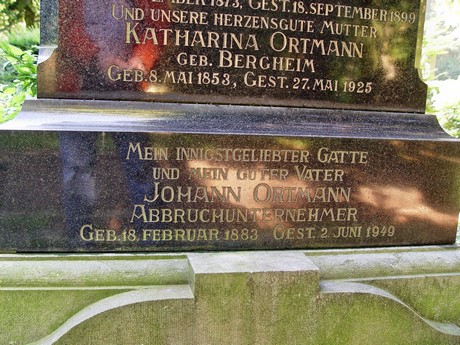 1873, GEST. 18. SEPTEMBER 1899
UND UNSERE HERZENSGUTE MUTTER
KATHARINA ORTMANN
GEB. BERGHEIM
GEB. 8. MAI 1853, GEST. 27. MAI 1925
MEIN INNIGSTGELIEBTER GATTE
UND MEIN GUTER VATER
JOHANN ORTMANN
ABBRUCHUNTERNEHMER
GEB. 18. FEBRUAR 1883 GEST. 2. JUNI 1949